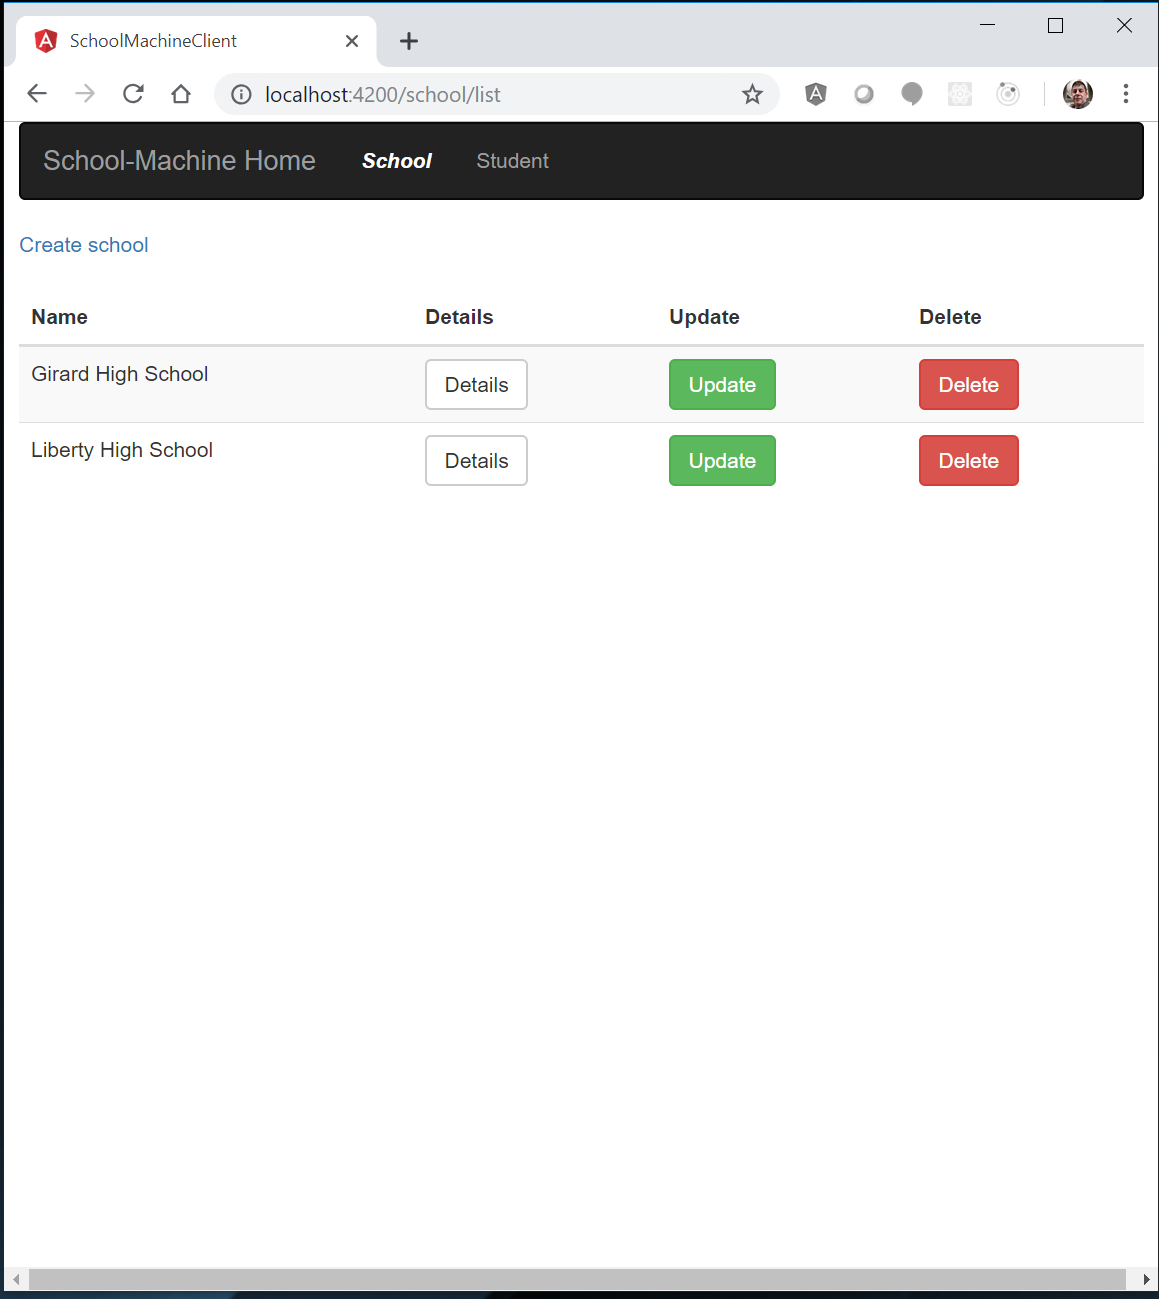 SchoolMachineClient
localhost:4200/school/list
School-Machine Home School Student
Create school
Name Details Update Delete
Girard High School Details Update Delete
Liberty High School Details Update Delete